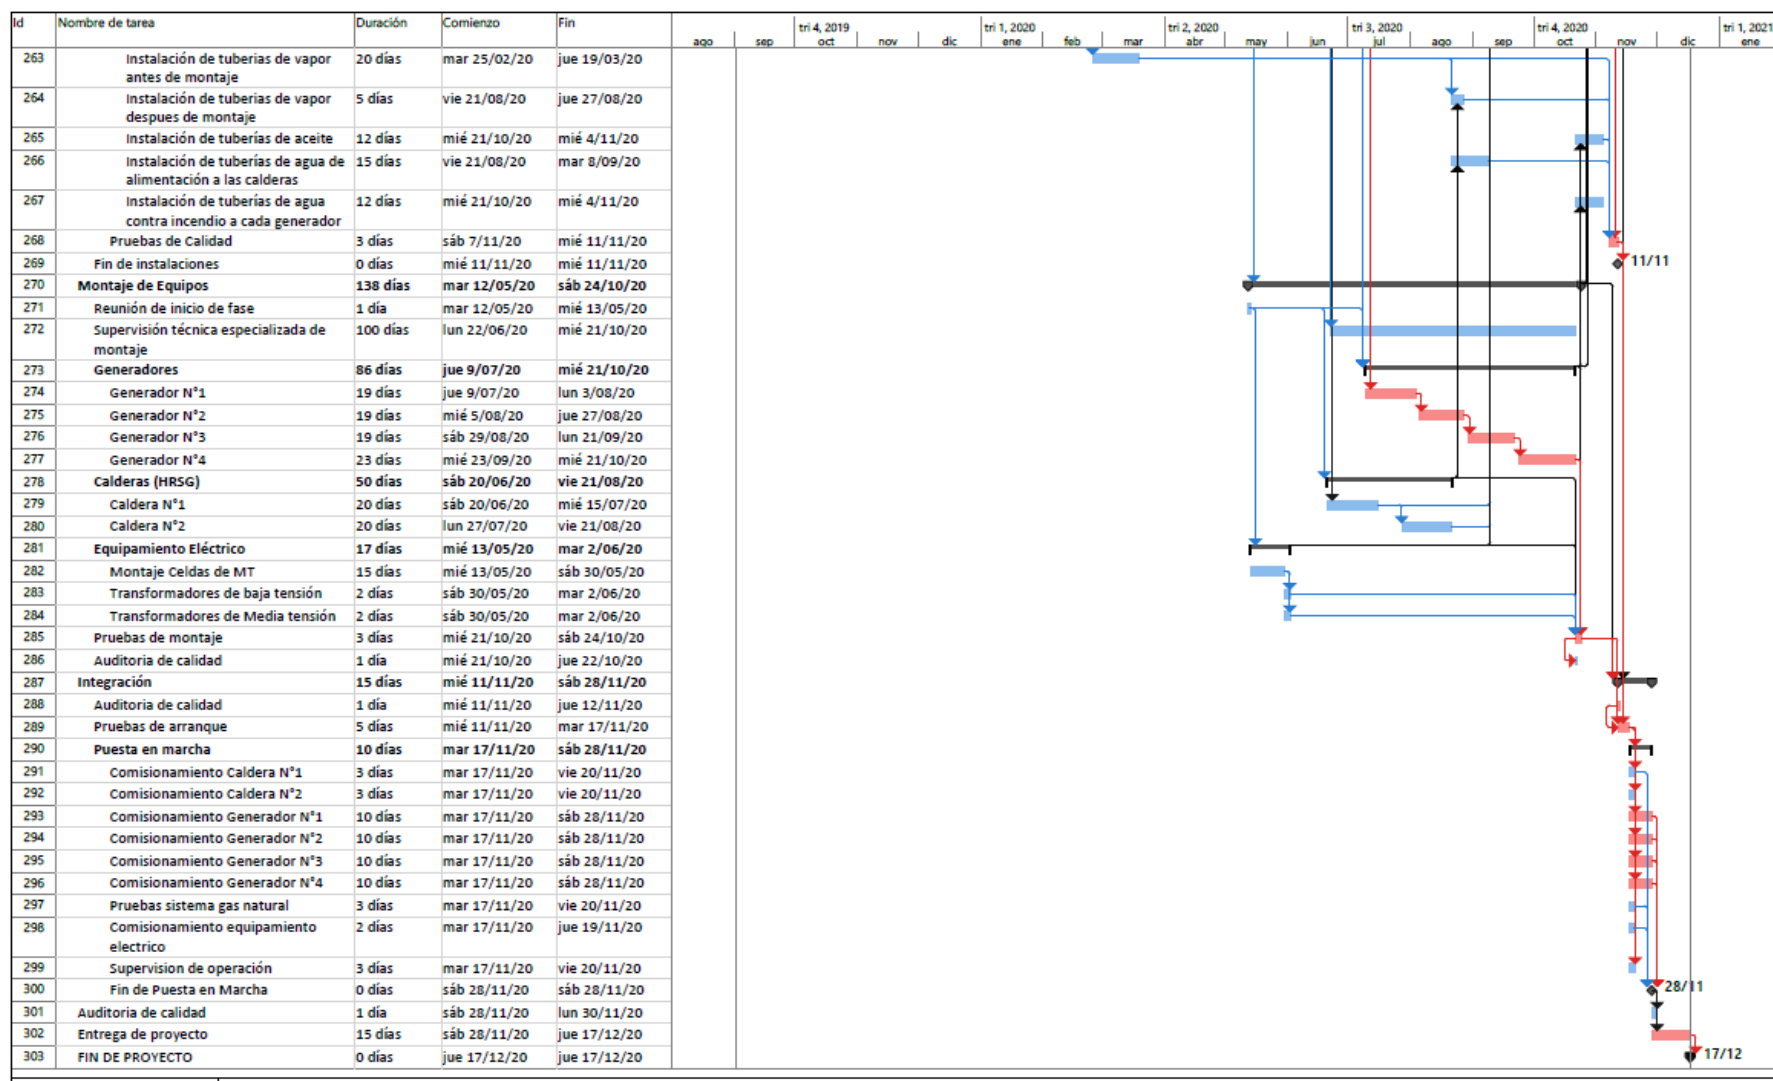 Id Nombre de tarea Duración Comienzo Fin
tri 4, 2019 tri 1, 2020 tri 2, 2020 tri 3, 2020 tri 4, 2020 tri 1, 2021
ago sep oct nov dic ene feb mar abr may jun jul ago sep oct nov dic ene
263 Instalación de tuberias de vapor 20 días mar 25/02/20 jue 19/03/20
antes de montaje
264 Instalación de tuberias de vapor 5 días vie 21/08/20 jue 27/08/20
despues de montaje
265 Instalación de tuberías de aceite 12 días mié 21/10/20 mié 4/11/20
266 Instalación de tuberías de agua de 15 días vie 21/08/20 mar 8/09/20
alimentación a las calderas
267 Instalación de tuberías de agua 12 días mié 21/10/20 mié 4/11/20
contra incendio a cada generador
268 Pruebas de Calidad 3 días sáb 7/11/20 mié 11/11/20
269 Fin de instalaciones 0 días mié 11/11/20 mié 11/11/20 11/11
270 Montaje de Equipos 138 días mar 12/05/20 sáb 24/10/20
271 Reunión de inicio de fase 1 día mar 12/05/20 mié 13/05/20
272 Supervisión técnica especializada de 100 días lun 22/06/20 mié 21/10/20
montaje
273 Generadores 86 días jue 9/07/20 mié 21/10/20
274 Generador N°1 19 días jue 9/07/20 lun 3/08/20
275 Generador N°2 19 días mié 5/08/20 jue 27/08/20
276 Generador N°3 19 días sáb 29/08/20 lun 21/09/20
277 Generador N°4 23 días mié 23/09/20 mié 21/10/20
278 Calderas (HRSG) 50 días sáb 20/06/20 vie 21/08/20
279 Caldera N°1 20 días sáb 20/06/20 mié 15/07/20
280 Caldera N°2 20 días lun 27/07/20 vie 21/08/20
281 Equipamiento Eléctrico 17 días mié 13/05/20 mar 2/06/20
282 Montaje Celdas de MT 15 días mié 13/05/20 sáb 30/05/20
283 Transformadores de baja tensión 2 días sáb 30/05/20 mar 2/06/20
284 Transformadores de Media tensión 2 días sáb 30/05/20 mar 2/06/20
285 Pruebas de montaje 3 días mié 21/10/20 sáb 24/10/20
286 Auditoria de calidad 1 día mié 21/10/20 jue 22/10/20
287 Integración 15 días mié 11/11/20 sáb 28/11/20
288 Auditoria de calidad 1 día mié 11/11/20 jue 12/11/20
289 Pruebas de arranque 5 días mié 11/11/20 mar 17/11/20
290 Puesta en marcha 10 días mar 17/11/20 sáb 28/11/20
291 Comisionamiento Caldera N°1 3 días mar 17/11/20 vie 20/11/20
292 Comisionamiento Caldera N°2 3 días mar 17/11/20 vie 20/11/20
293 Comisionamiento Generador N°1 10 días mar 17/11/20 sáb 28/11/20
294 Comisionamiento Generador N°2 10 días mar 17/11/20 sáb 28/11/20
295 Comisionamiento Generador N°3 10 días mar 17/11/20 sáb 28/11/20
296 Comisionamiento Generador N°4 10 días mar 17/11/20 sáb 28/11/20
297 Pruebas sistema gas natural 3 días mar 17/11/20 vie 20/11/20
298 Comisionamiento equipamiento 2 días mar 17/11/20 jue 19/11/20
electrico
299 Supervision de operación 3 días mar 17/11/20 vie 20/11/20
300 Fin de Puesta en Marcha 0 días sáb 28/11/20 sáb 28/11/20 28/11
301 Auditoria de calidad 1 día sáb 28/11/20 lun 30/11/20
302 Entrega de proyecto 15 días sáb 28/11/20 jue 17/12/20
303 FIN DE PROYECTO 0 días jue 17/12/20 jue 17/12/20 17/12